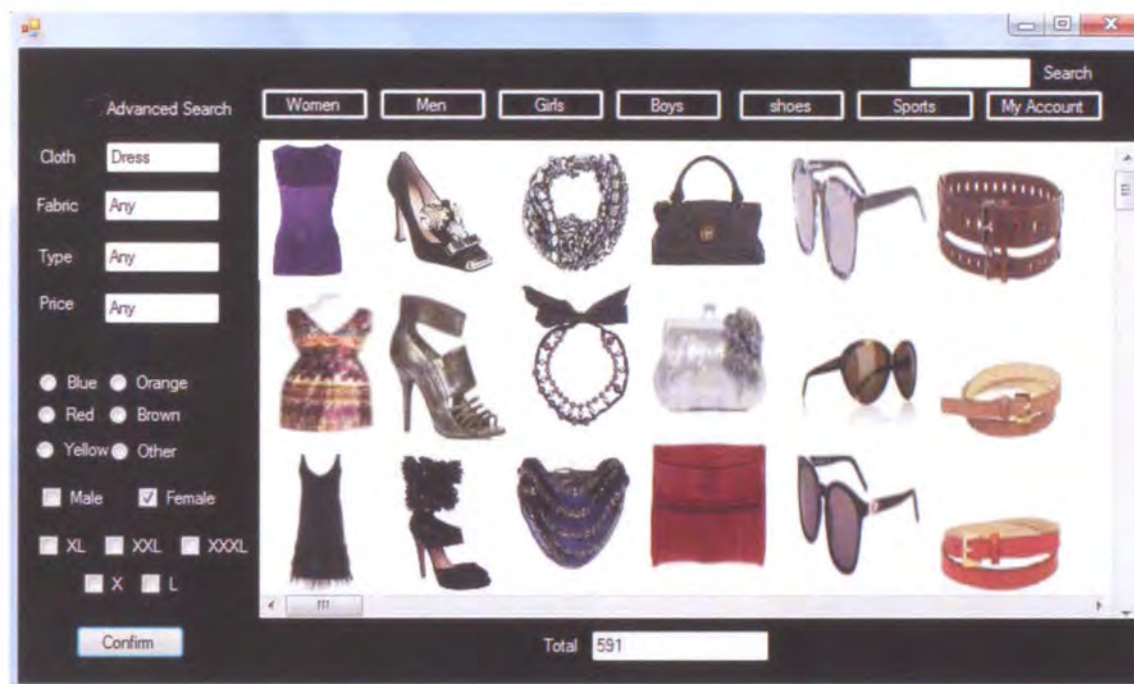 Search
Advanced Search
Women Men Girls Boys shoes Sports My Account
Cloth Dress
Fabric Any
Type Any
Price Any
Blue Orange
Red Brown
Yellow Other
Male Female
XL XXL XXXL
X L
Confirm
Total 591